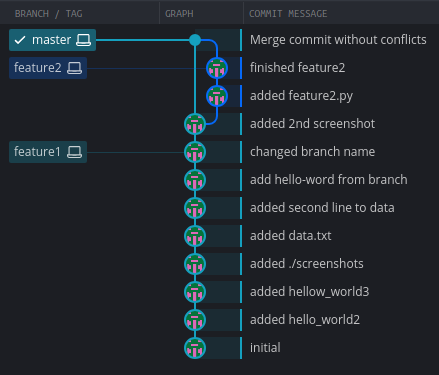 BRANCH / TAG GRAPH COMMIT MESSAGE
master Merge commit without conflicts
feature2 finished feature2
added feature2.py
added 2nd screenshot
feature1 changed branch name
add hello-word from branch
added second line to data
added data.txt
added ./screenshots
added hellow_world3
added hello_world2
initial